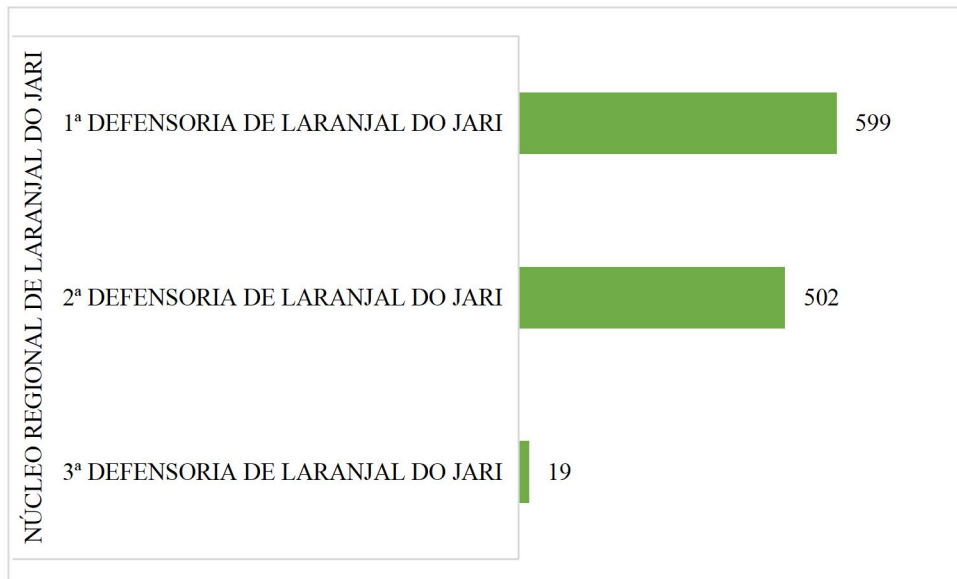 NÚCLEO REGIONAL DE LARANJAL DO JARI
1ª DEFENSORIA DE LARANJAL DO JARI 599
2ª DEFENSORIA DE LARANJAL DO JARI 502
3ª DEFENSORIA DE LARANJAL DO JARI 19